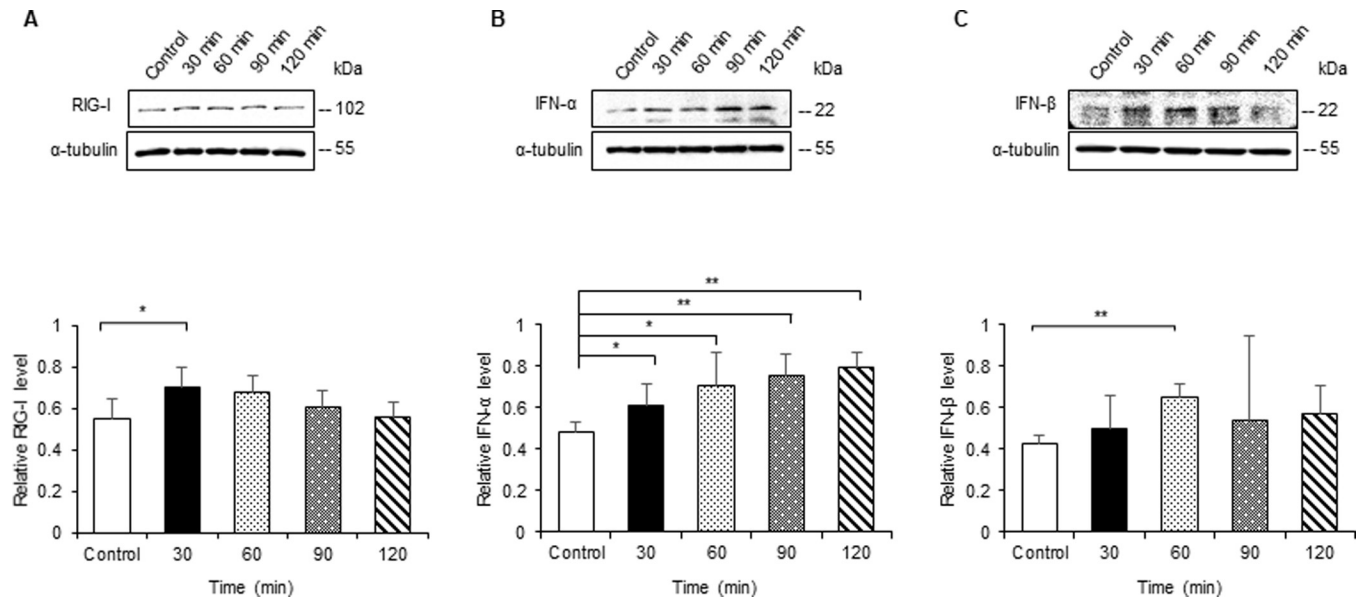 A
Control 30 min 60 min 90 min 120 min kDa
RIG-I -- 102
α-tubulin -- 55
*
1
0.8
0.6
0.4
0.2
0
Relative RIG-I level
Control 30 60 90 120
Time (min)
B
Control 30 min 60 min 90 min 120 min kDa
IFN-α -- 22
α-tubulin -- 55
**
**
*
*
1
0.8
0.6
0.4
0.2
0
Relative IFN-α level
Control 30 60 90 120
Time (min)
C
Control 30 min 60 min 90 min 120 min kDa
IFN-β -- 22
α-tubulin -- 55
**
1
0.8
0.6
0.4
0.2
0
Relative IFN-β level
Control 30 60 90 120
Time (min)